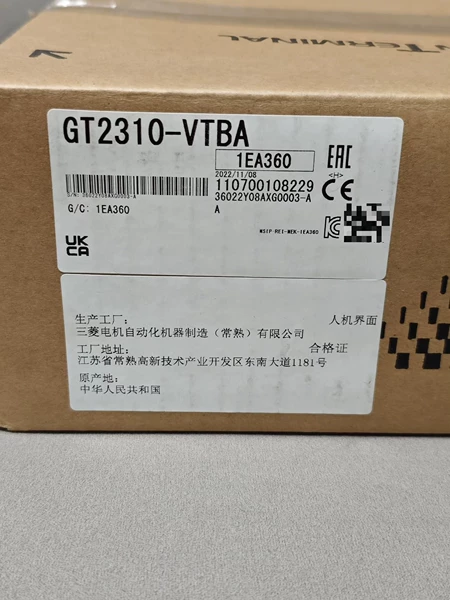 TERMINAL
GT2310-VTBA
1EA360
EAC
2022/11/08
<H>
110700108229
CE
S/N: 36022Y08AXG0003-A
36022Y08AXG0003-A
G/C: 1EA360
A
MSIP-REI-MEK-1EA360
UK
CA
生产工厂:
人机界面
三菱电机自动化机器制造（常熟）有限公司
工厂地址:
合格证
江苏省常熟高新技术产业开发区东南大道1181号
原产地:
中华人民共和国